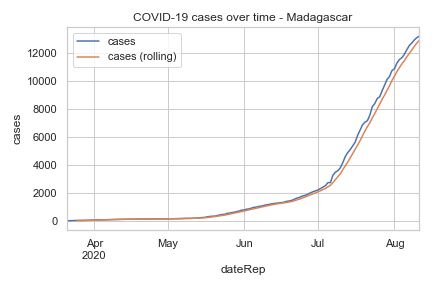 COVID-19 cases over time - Madagascar
cases
cases (rolling)
12000
10000
8000
6000
4000
2000
0
cases
Apr
2020
May
Jun
Jul
Aug
dateRep